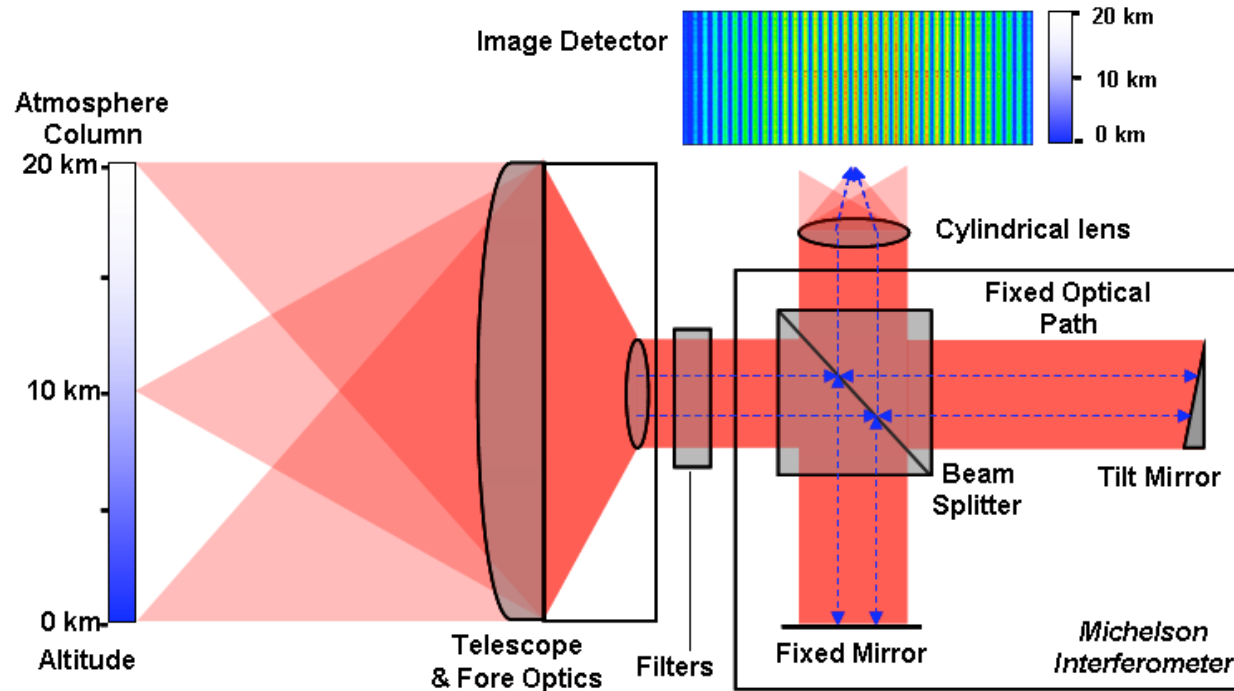 Image Detector
20 km
10 km
0 km
Atmosphere
Column
20 km
10 km
0 km
Altitude
Telescope
& Fore Optics
Filters
Cylindrical lens
Fixed Optical
Path
Beam
Splitter
Tilt Mirror
Fixed Mirror
Michelson
Interferometer